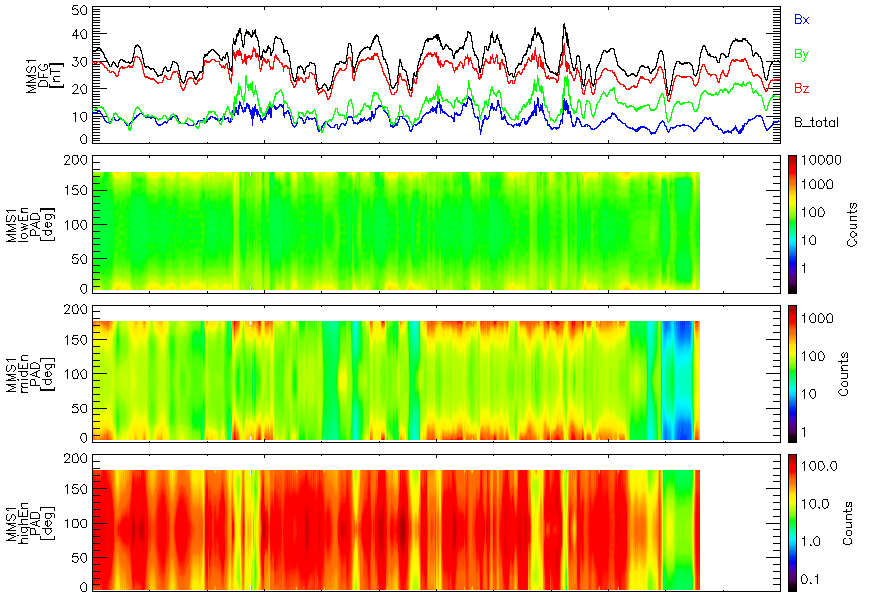 50
40
30
20
10
0
MMS1
DFG
[nT]
Bx
By
Bz
B_total
200
150
100
50
0
MMS1
lowEn
PAD
[deg]
10000
1000
100
10
1
Counts
200
150
100
50
0
MMS1
midEn
PAD
[deg]
1000
100
10
1
Counts
200
150
100
50
0
MMS1
highEn
PAD
[deg]
100.0
10.0
1.0
0.1
Counts